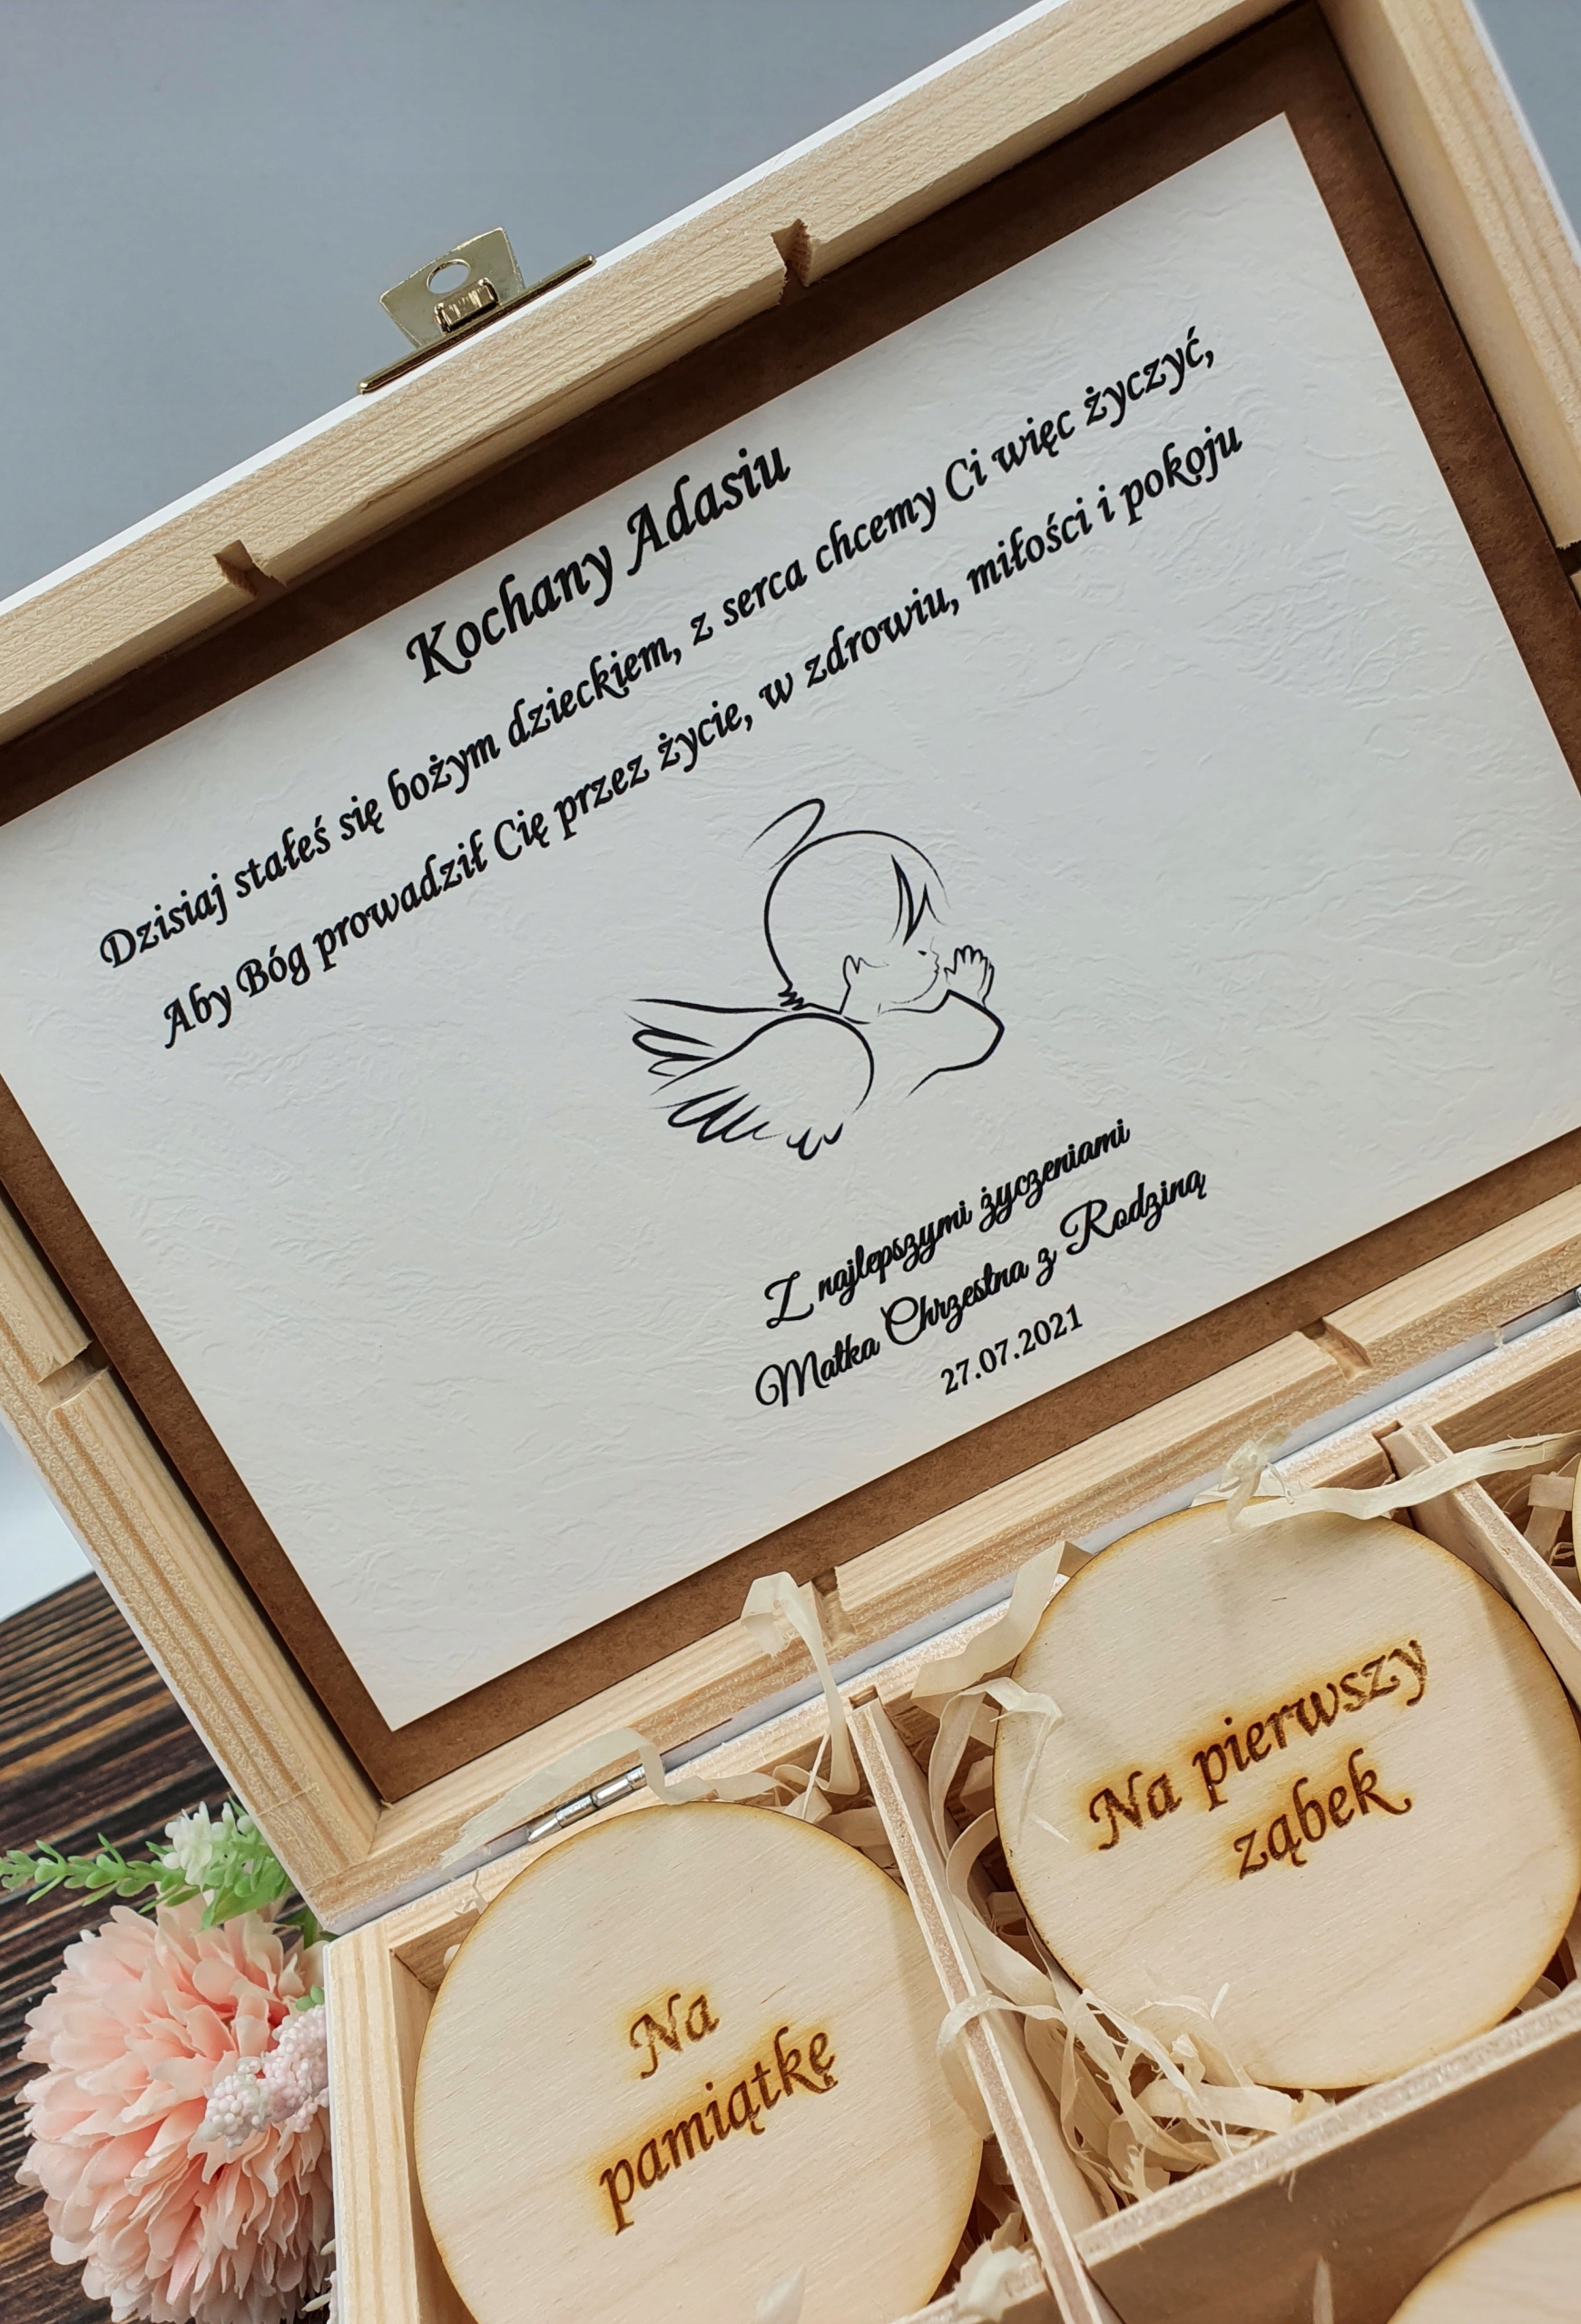 Kochany Adasiu
Dzisiaj stałeś się bożym dzieckiem, z serca chcemy Ci więc życzyć,
Aby Bóg prowadził Cię przez życie, w zdrowiu, miłości i pokoju
Z najlepszymi życzeniami
Matka Chrzestna z Rodziną
27.07.2021
Na pierwszy
ząbek
Na
pamiątkę